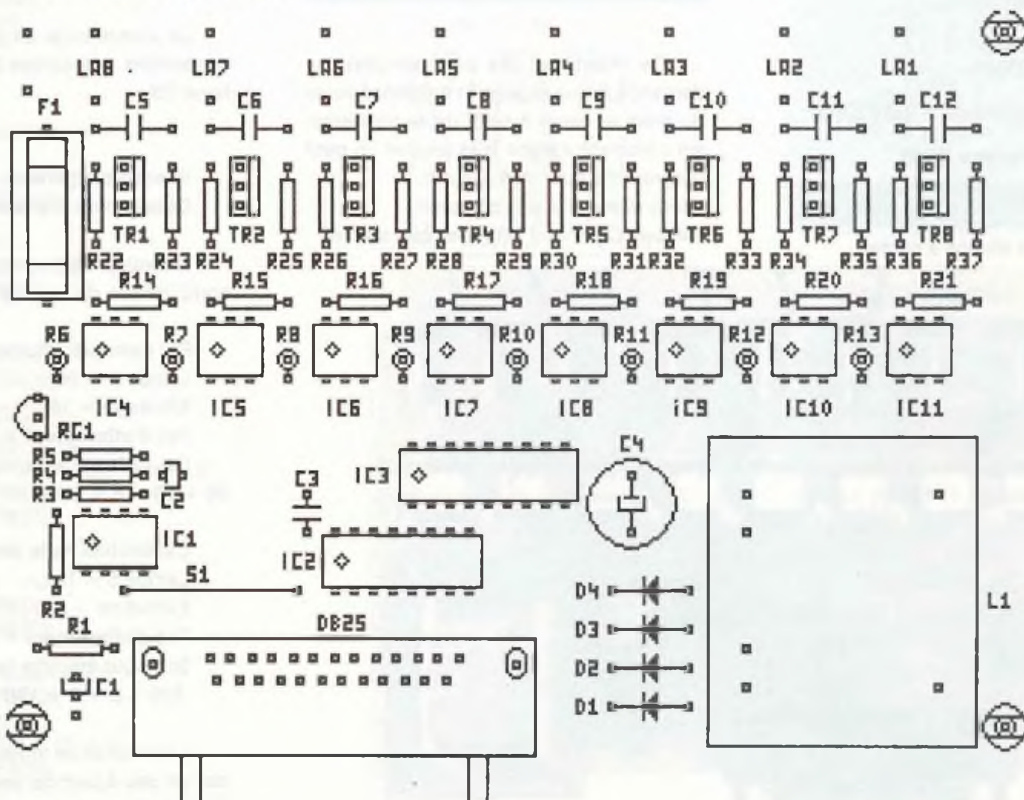 LA8 LA7 LA6 LA5 LA4 LA3 LA2 LA1
F1 C5 C6 C7 C8 C9 C10 C11 C12
TR1 TR2 TR3 TR4 TR5 TR6 TR7 TR8
R22 R23 R24 R25 R26 R27 R28 R29 R30 R31 R32 R33 R34 R35 R36 R37
R14 R15 R16 R17 R18 R19 R20 R21
R6 R7 R8 R9 R10 R11 R12 R13
IC4 IC5 IC6 IC7 IC8 IC9 IC10 IC11
RC1
C4
R5
R4 C3 IC3
R3 C2
IC1
IC2
S1
D4
R2 L1
R1 DB25
D3
D2
C1
D1